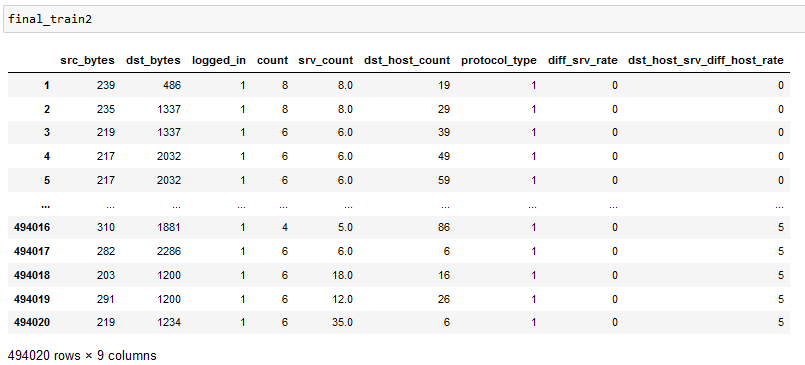 final_train2
src_bytes dst_bytes logged_in count srv_count dst_host_count protocol_type diff_srv_rate dst_host_srv_diff_host_rate
1 239 486 1 8 8.0 19 1 0 0
2 235 1337 1 8 8.0 29 1 0 0
3 219 1337 1 6 6.0 39 1 0 0
4 217 2032 1 6 6.0 49 1 0 0
5 217 2032 1 6 6.0 59 1 0 0
... ... ... ... ... ... ... ... ... ...
494016 310 1881 1 4 5.0 86 1 0 5
494017 282 2286 1 6 6.0 6 1 0 5
494018 203 1200 1 6 18.0 16 1 0 5
494019 291 1200 1 6 12.0 26 1 0 5
494020 219 1234 1 6 35.0 6 1 0 5
494020 rows × 9 columns